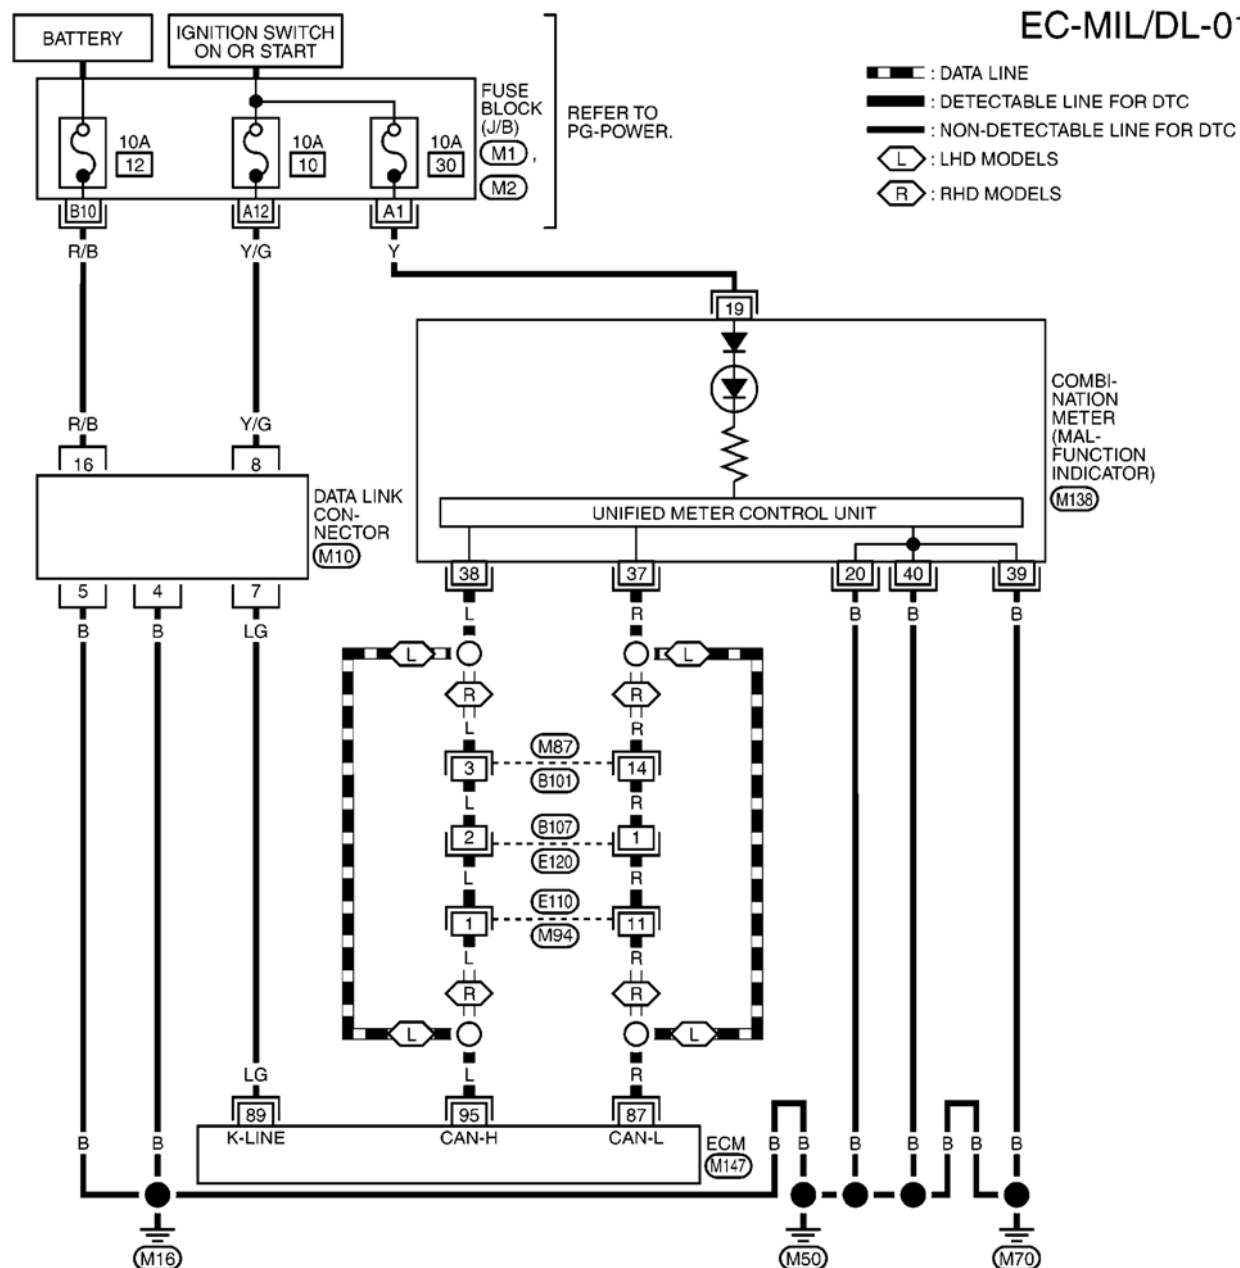 EC-MIL/DL-01
BATTERY
IGNITION SWITCH
ON OR START
: DATA LINE
: DETECTABLE LINE FOR DTC
: NON-DETECTABLE LINE FOR DTC
L : LHD MODELS
R : RHD MODELS
FUSE
BLOCK
(J/B)
M1 ,
M2
REFER TO
PG-POWER.
10A
12
10A
10
10A
30
B10
A12
A1
R/B
Y/G
Y
19
R/B
Y/G
16
8
DATA LINK
CON-
NECTOR
M10
COMBI-
NATION
METER
(MAL-
FUNCTION
INDICATOR)
M138
UNIFIED METER CONTROL UNIT
5
4
7
38
37
20
40
39
B
B
LG
L
R
B
B
B
L
L
R
R
L
R
3
M87
B101
14
L
R
2
B107
E120
1
L
R
1
E110
M94
11
L
R
R
R
L
L
LG
L
R
89
95
87
K-LINE
CAN-H
CAN-L
ECM
M147
B
B
B
B
B
B
B
B
B
M16
M50
M70